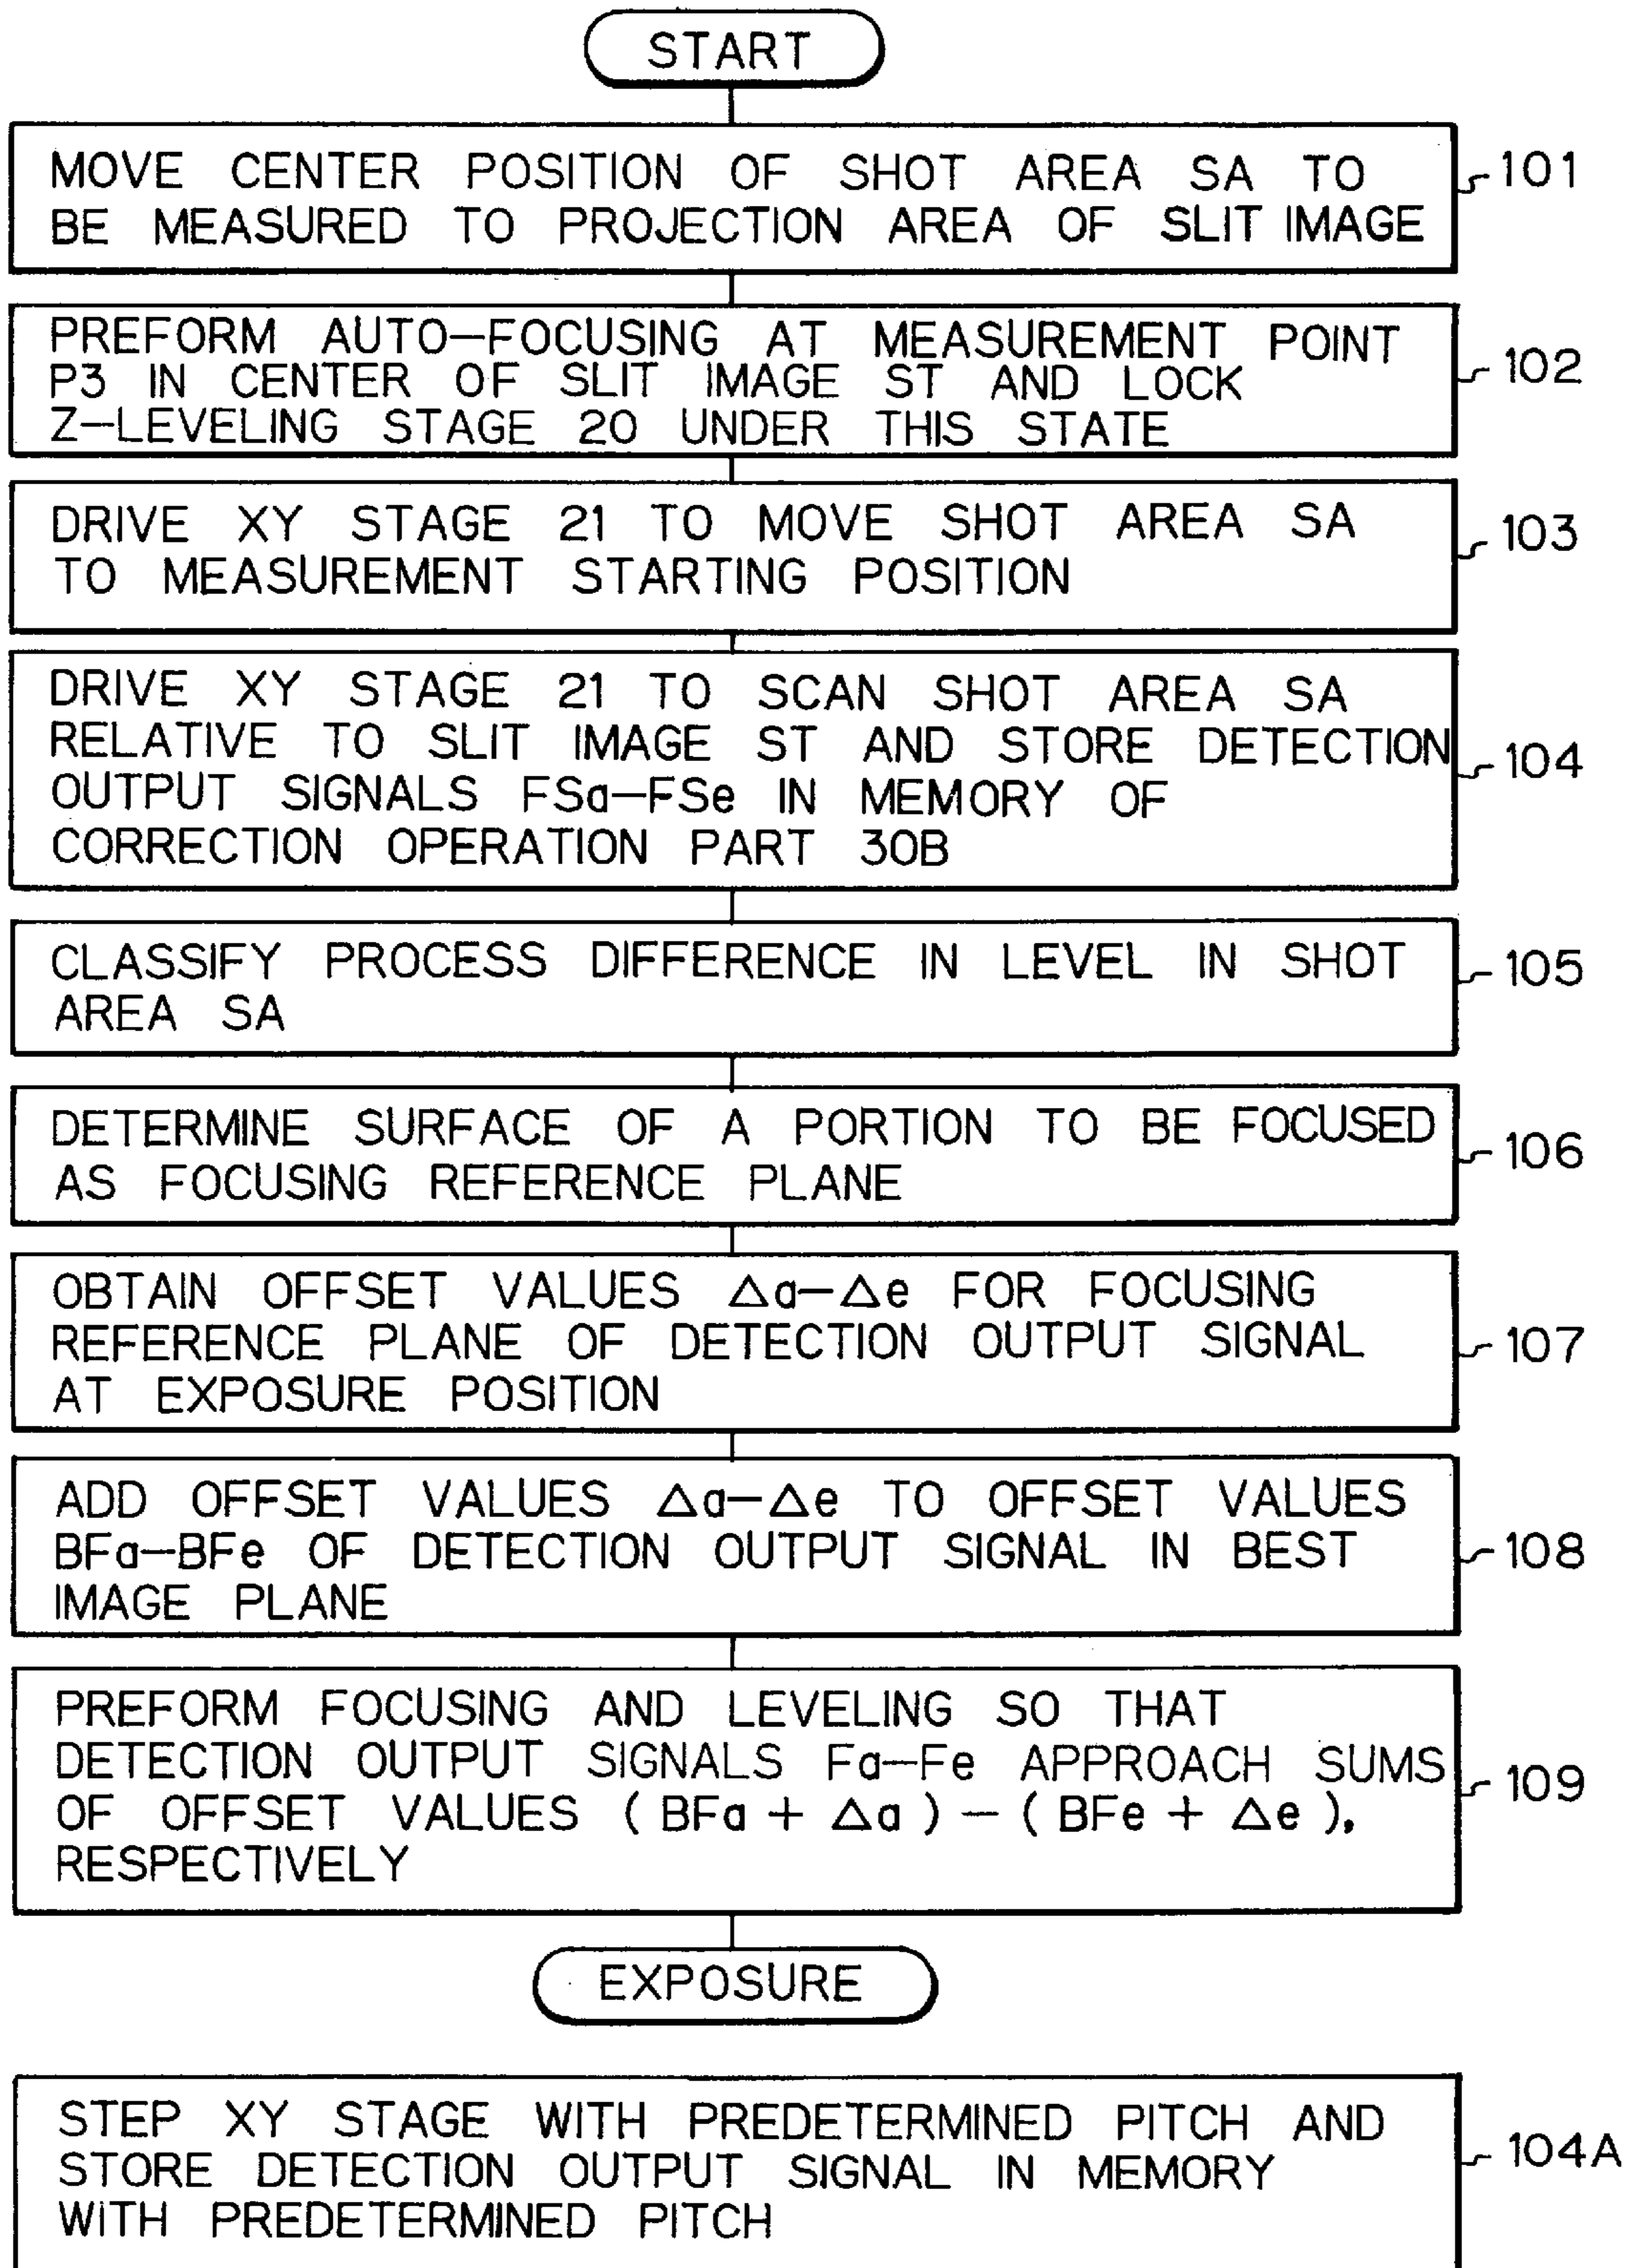 START
MOVE CENTER POSITION OF SHOT AREA SA TO
BE MEASURED TO PROJECTION AREA OF SLIT IMAGE
101
PREFORM AUTO-FOCUSING AT MEASUREMENT POINT
P3 IN CENTER OF SLIT IMAGE ST AND LOCK
Z-LEVELING STAGE 20 UNDER THIS STATE
102
DRIVE XY STAGE 21 TO MOVE SHOT AREA SA
TO MEASUREMENT STARTING POSITION
103
DRIVE XY STAGE 21 TO SCAN SHOT AREA SA
RELATIVE TO SLIT IMAGE ST AND STORE DETECTION
OUTPUT SIGNALS FSa-FSe IN MEMORY OF
CORRECTION OPERATION PART 30B
104
CLASSIFY PROCESS DIFFERENCE IN LEVEL IN SHOT
AREA SA
105
DETERMINE SURFACE OF A PORTION TO BE FOCUSED
AS FOCUSING REFERENCE PLANE
106
OBTAIN OFFSET VALUES Δa-Δe FOR FOCUSING
REFERENCE PLANE OF DETECTION OUTPUT SIGNAL
AT EXPOSURE POSITION
107
ADD OFFSET VALUES Δa-Δe TO OFFSET VALUES
BFa-BFe OF DETECTION OUTPUT SIGNAL IN BEST
IMAGE PLANE
108
PREFORM FOCUSING AND LEVELING SO THAT
DETECTION OUTPUT SIGNALS Fa-Fe APPROACH SUMS
OF OFFSET VALUES (BFa + Δa) - (BFe + Δe),
RESPECTIVELY
109
EXPOSURE
STEP XY STAGE WITH PREDETERMINED PITCH AND
STORE DETECTION OUTPUT SIGNAL IN MEMORY
WITH PREDETERMINED PITCH
104A